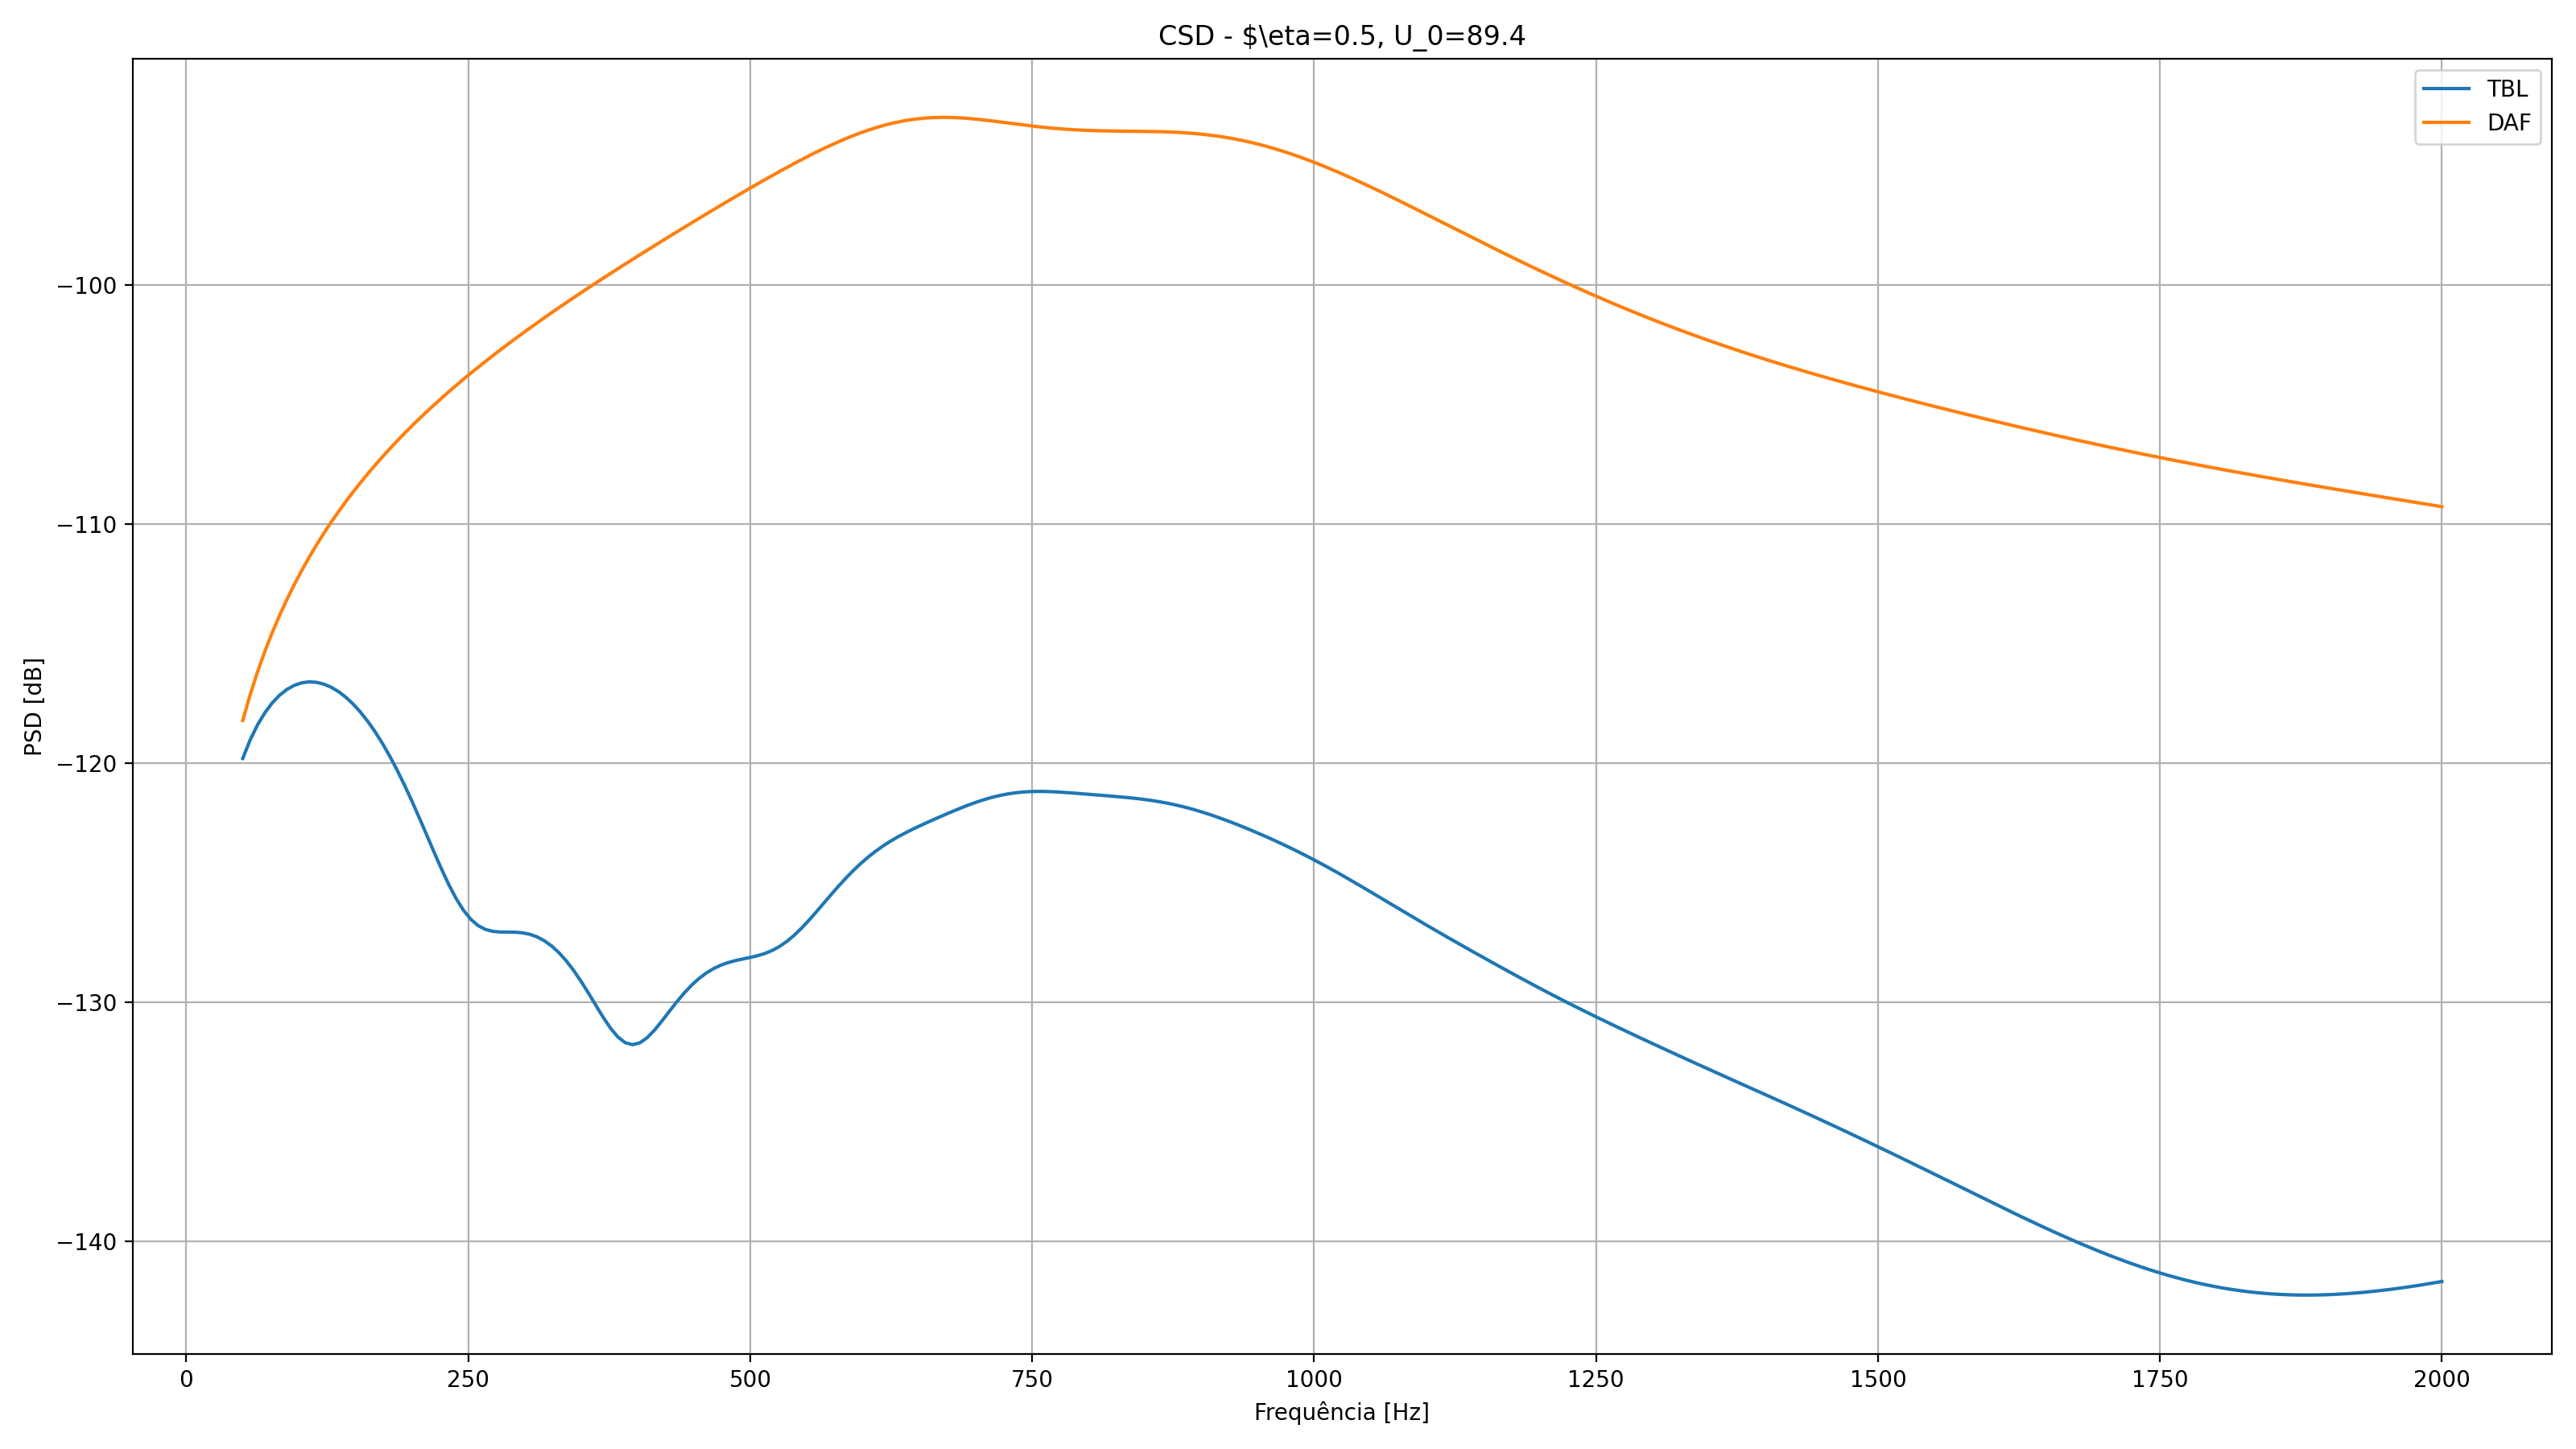 CSD - $\eta=0.5, U_0=89.4
TBL
DAF
PSD [dB]
−100
−110
−120
−130
−140
0 250 500 750 1000 1250 1500 1750 2000
Frequência [Hz]